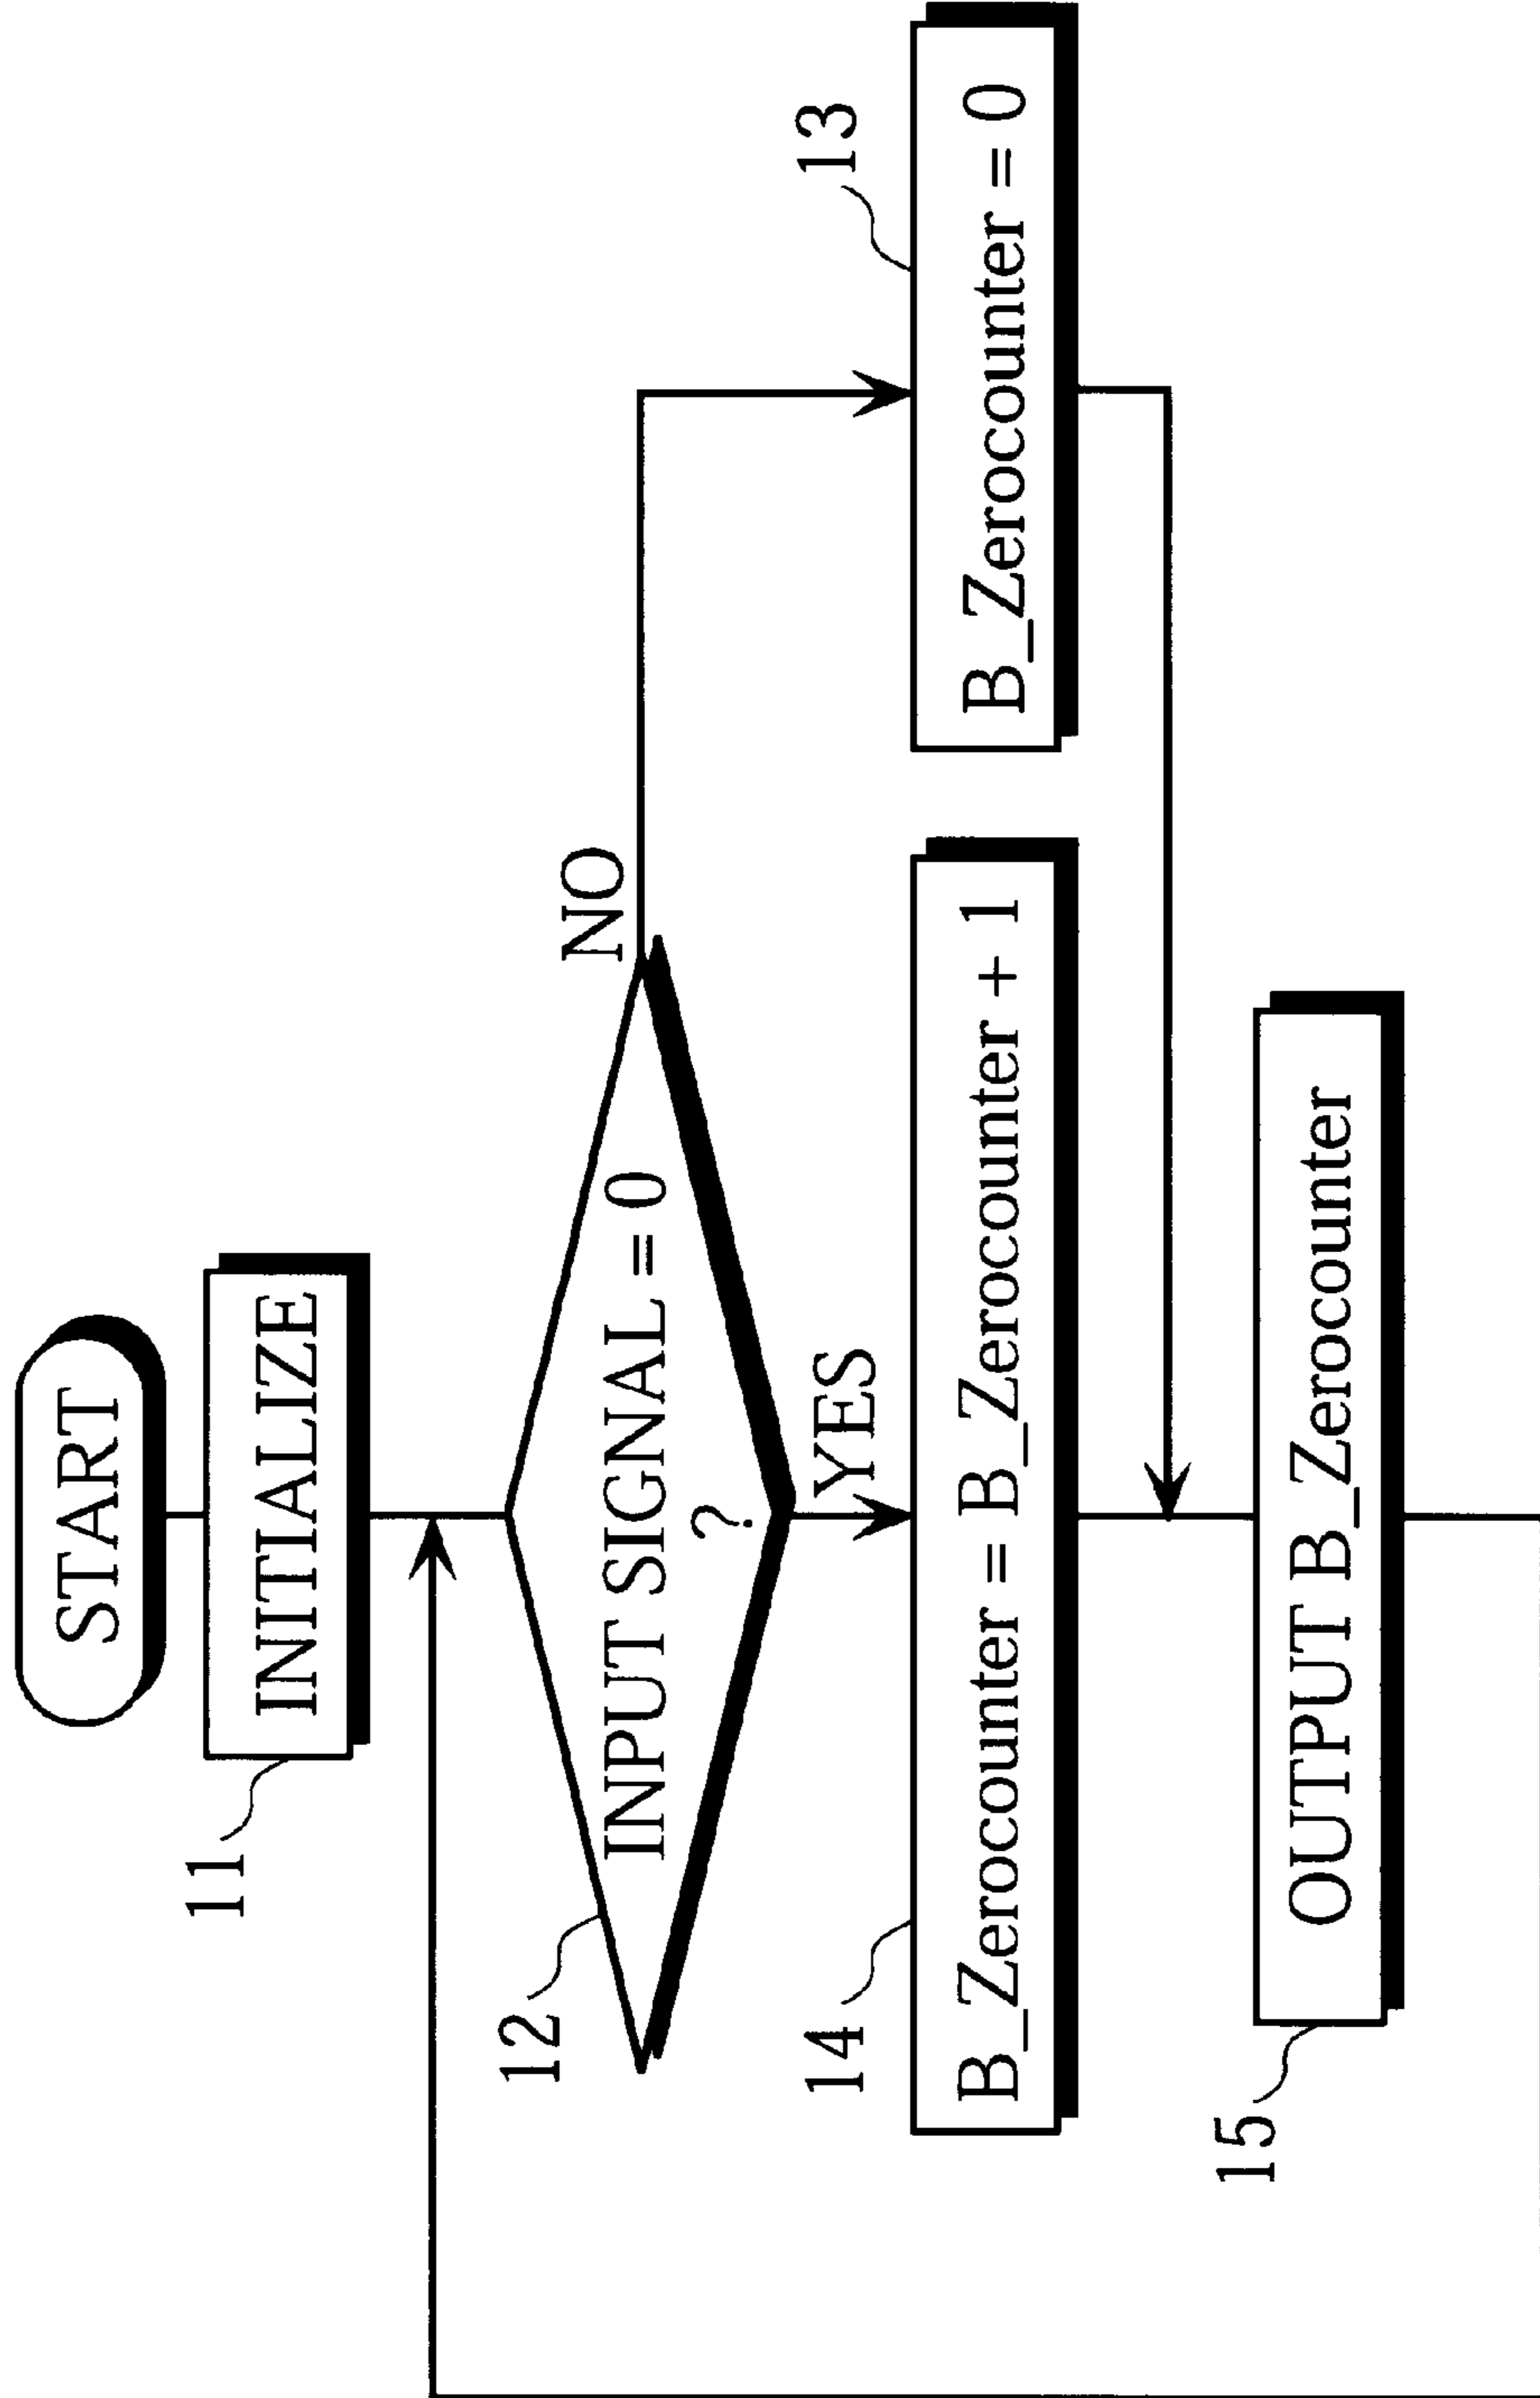 START
11
INITIALIZE
12
INPUT SIGNAL = 0
?
NO
YES
14
B_Zerocounter = B_Zerocounter + 1
13
B_Zerocounter = 0
15
OUTPUT B_Zerocounter